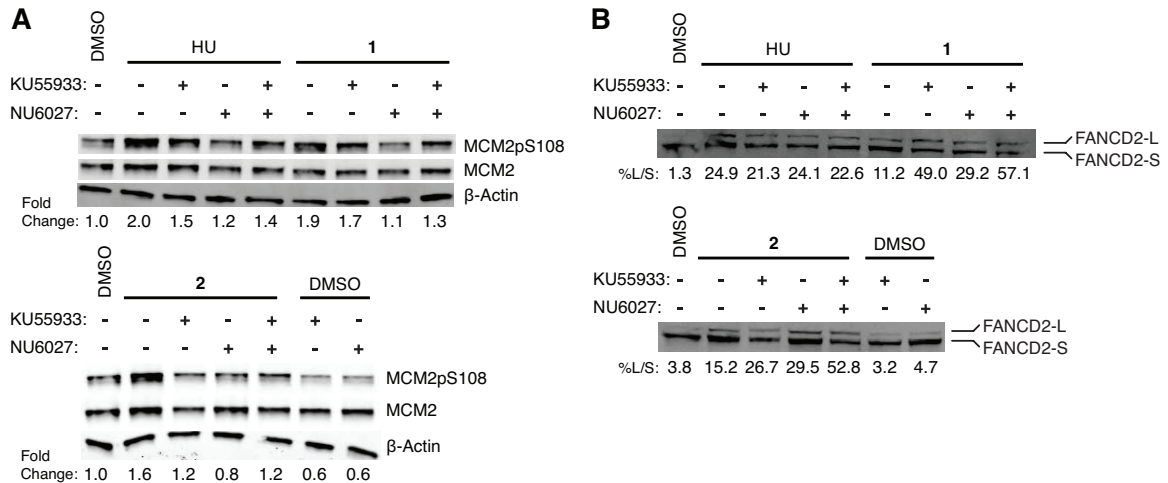 A
DMSO
HU 1
KU55933: - - + - + - + - +
NU6027: - - - + + - - + +
MCM2pS108
MCM2
β-Actin
Fold
Change: 1.0 2.0 1.5 1.2 1.4 1.9 1.7 1.1 1.3
DMSO
2 DMSO
KU55933: - - + - + + -
NU6027: - - - + + - +
MCM2pS108
MCM2
β-Actin
Fold
Change: 1.0 1.6 1.2 0.8 1.2 0.6 0.6
B
DMSO
HU 1
KU55933: - - + - + - + - +
NU6027: - - - + + - - + +
FANCD2-L
FANCD2-S
%L/S: 1.3 24.9 21.3 24.1 22.6 11.2 49.0 29.2 57.1
DMSO
2 DMSO
KU55933: - - + - + + -
NU6027: - - - + + - +
FANCD2-L
FANCD2-S
%L/S: 3.8 15.2 26.7 29.5 52.8 3.2 4.7